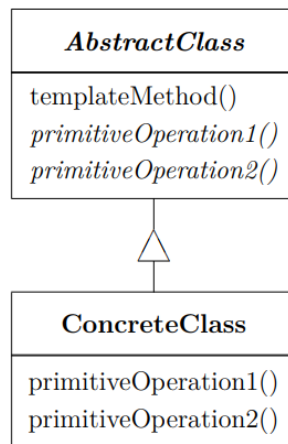 AbstractClass
templateMethod()
primitiveOperation1()
primitiveOperation2()
ConcreteClass
primitiveOperation1()
primitiveOperation2()